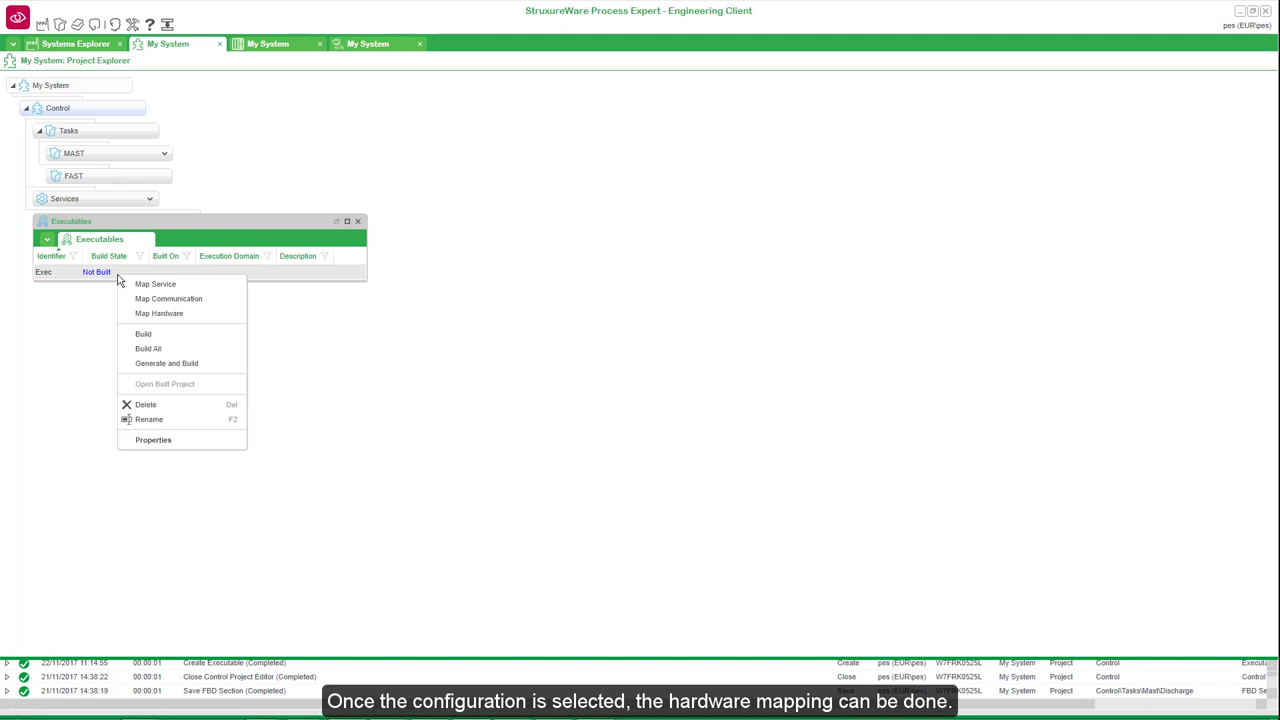 StruxureWare Process Expert - Engineering Client
pes (EUR\pes)
Systems Explorer
My System
My System
My System
My System: Project Explorer
My System
Control
Tasks
MAST
FAST
Services
Executables
Executables
Identifier Build State Built On Execution Domain Description
Exec Not Built
Map Service
Map Communication
Map Hardware
Build
Build All
Generate and Build
Open Built Project
Delete Del
Rename F2
Properties
22/11/2017 11:14:55 00:00:01 Create Executable (Completed) Create pes (EUR\pes) W7FRK0525L My System Project Control Executa
21/11/2017 14:38:22 00:00:01 Close Control Project Editor (Completed) Close pes (EUR\pes) W7FRK0525L My System Project Control
21/11/2017 14:38:19 00:00:01 Save FBD Section (Completed) Save pes (EUR\pes) W7FRK0525L My System Project Control\Tasks\Mast\Discharge FBD Se
Once the configuration is selected, the hardware mapping can be done.